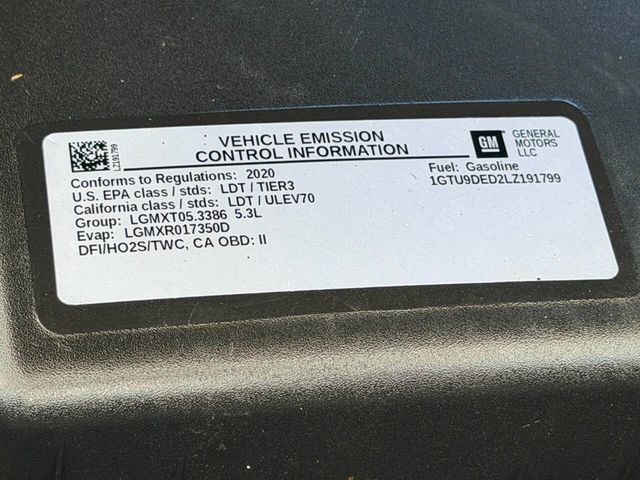 LZ191799
VEHICLE EMISSION
CONTROL INFORMATION
GM
GENERAL
MOTORS
LLC
Conforms to Regulations: 2020
U.S. EPA class / stds: LDT / TIER3
California class / stds: LDT / ULEV70
Group: LGMXT05.3386 5.3L
Evap: LGMXR017350D
DFI/HO2S/TWC, CA OBD: II
Fuel: Gasoline
1GTU9DED2LZ191799